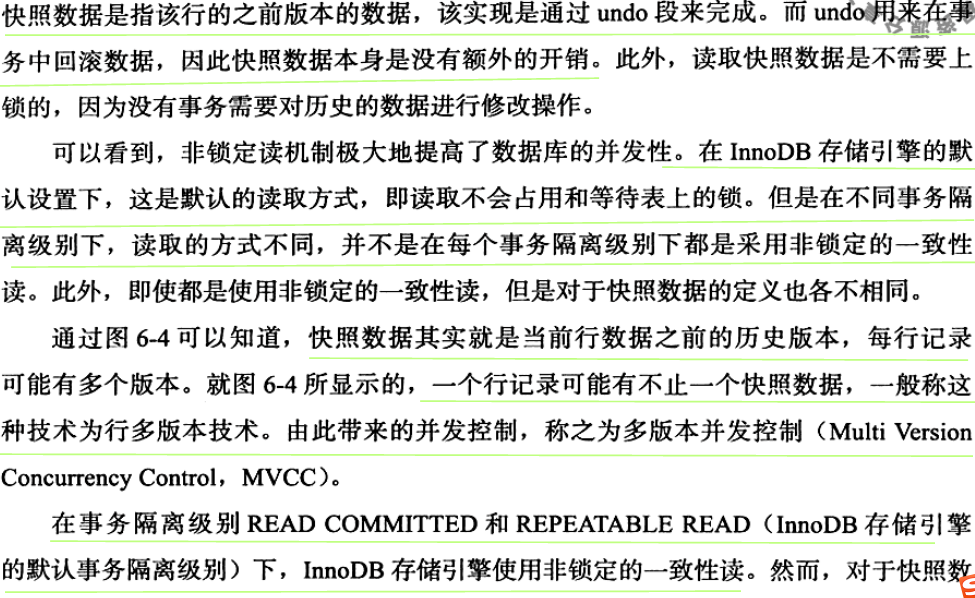 快照数据是指该行的之前版本的数据，该实现是通过 undo 段来完成。而 undo 用来在事
务中回滚数据，因此快照数据本身是没有额外的开销。此外，读取快照数据是不需要上
锁的，因为没有事务需要对历史的数据进行修改操作。
可以看到，非锁定读机制极大地提高了数据库的并发性。在 InnoDB 存储引擎的默
认设置下，这是默认的读取方式，即读取不会占用和等待表上的锁。但是在不同事务隔
离级别下，读取的方式不同，并不是在每个事务隔离级别下都是采用非锁定的一致性
读。此外，即使都是使用非锁定的一致性读，但是对于快照数据的定义也各不相同。
通过图 6-4 可以知道，快照数据其实就是当前行数据之前的历史版本，每行记录
可能有多个版本。就图 6-4 所显示的，一个行记录可能有不止一个快照数据，一般称这
种技术为行多版本技术。由此带来的并发控制，称之为多版本并发控制（Multi Version
Concurrency Control，MVCC）。
在事务隔离级别 READ COMMITTED 和 REPEATABLE READ（InnoDB 存储引擎
的默认事务隔离级别）下，InnoDB 存储引擎使用非锁定的一致性读。然而，对于快照数